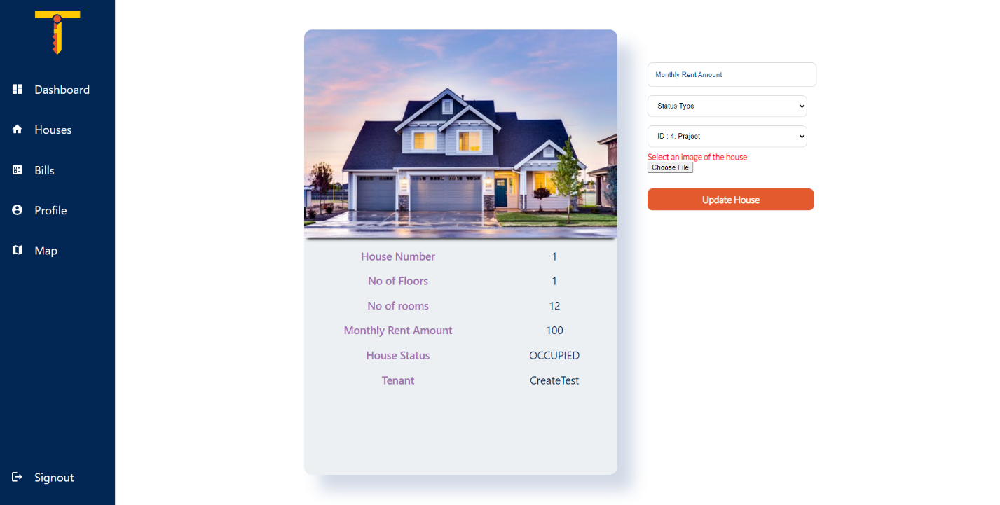 Dashboard
Houses
Bills
Profile
Map
Signout
House Number 1
No of Floors 1
No of rooms 12
Monthly Rent Amount 100
House Status OCCUPIED
Tenant CreateTest
Monthly Rent Amount
Status Type
ID : 4, Prajeet
Select an image of the house
Choose File
Update House